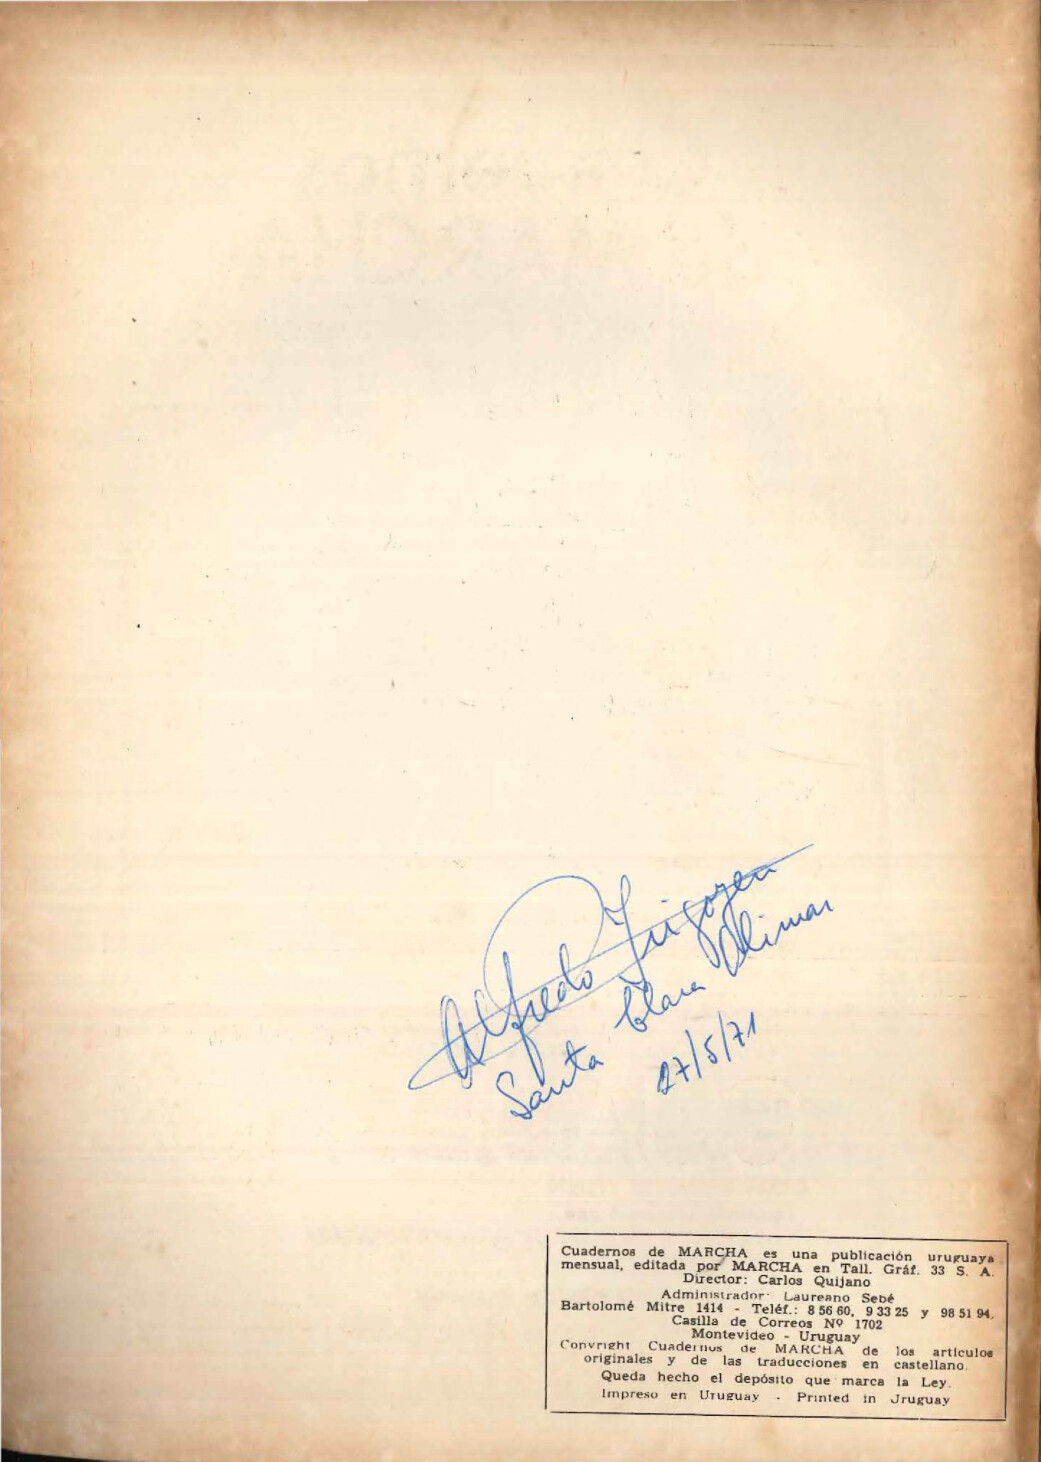 Alfredo Irigoyen
Santa Clara Olimar
27/5/71
Cuadernos de MARCHA es una publicación uruguaya
mensual, editada por MARCHA en Tall. Gráf. 33 S. A.
Director: Carlos Quijano
Administrador: Laureano Sebé
Bartolomé Mitre 1414 - Teléf.: 8 56 60, 9 33 25 y 98 51 94.
Casilla de Correos Nº 1702
Montevideo - Uruguay
Copyright Cuadernos de MARCHA de los artículos
originales y de las traducciones en castellano.
Queda hecho el depósito que marca la Ley.
Impreso en Uruguay - Printed in Uruguay